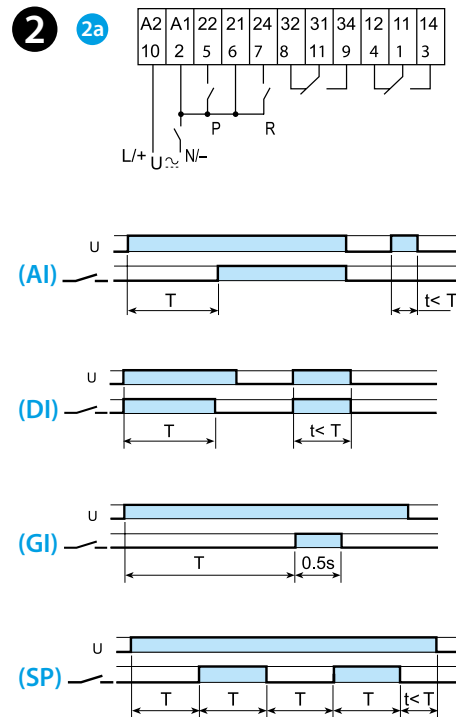 2 2a
A2 A1 22 21 24 32 31 34 12 11 14
10 2 5 6 7 8 11 9 4 1 3
P R
L/+ U N/–
U
(AI)
T t< T
U
(DI)
T t< T
U
(GI)
T 0.5s
U
(SP)
T T T T t< T